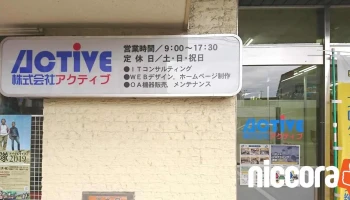 ACTIVE
株式会社アクティブ
営業時間／9：00〜17：30
定休日／土・日・祝日
●ITコンサルティング
●WEBデザイン、ホームページ制作
●OA機器販売 メンテナンス
ACTIVE
2019
niccora